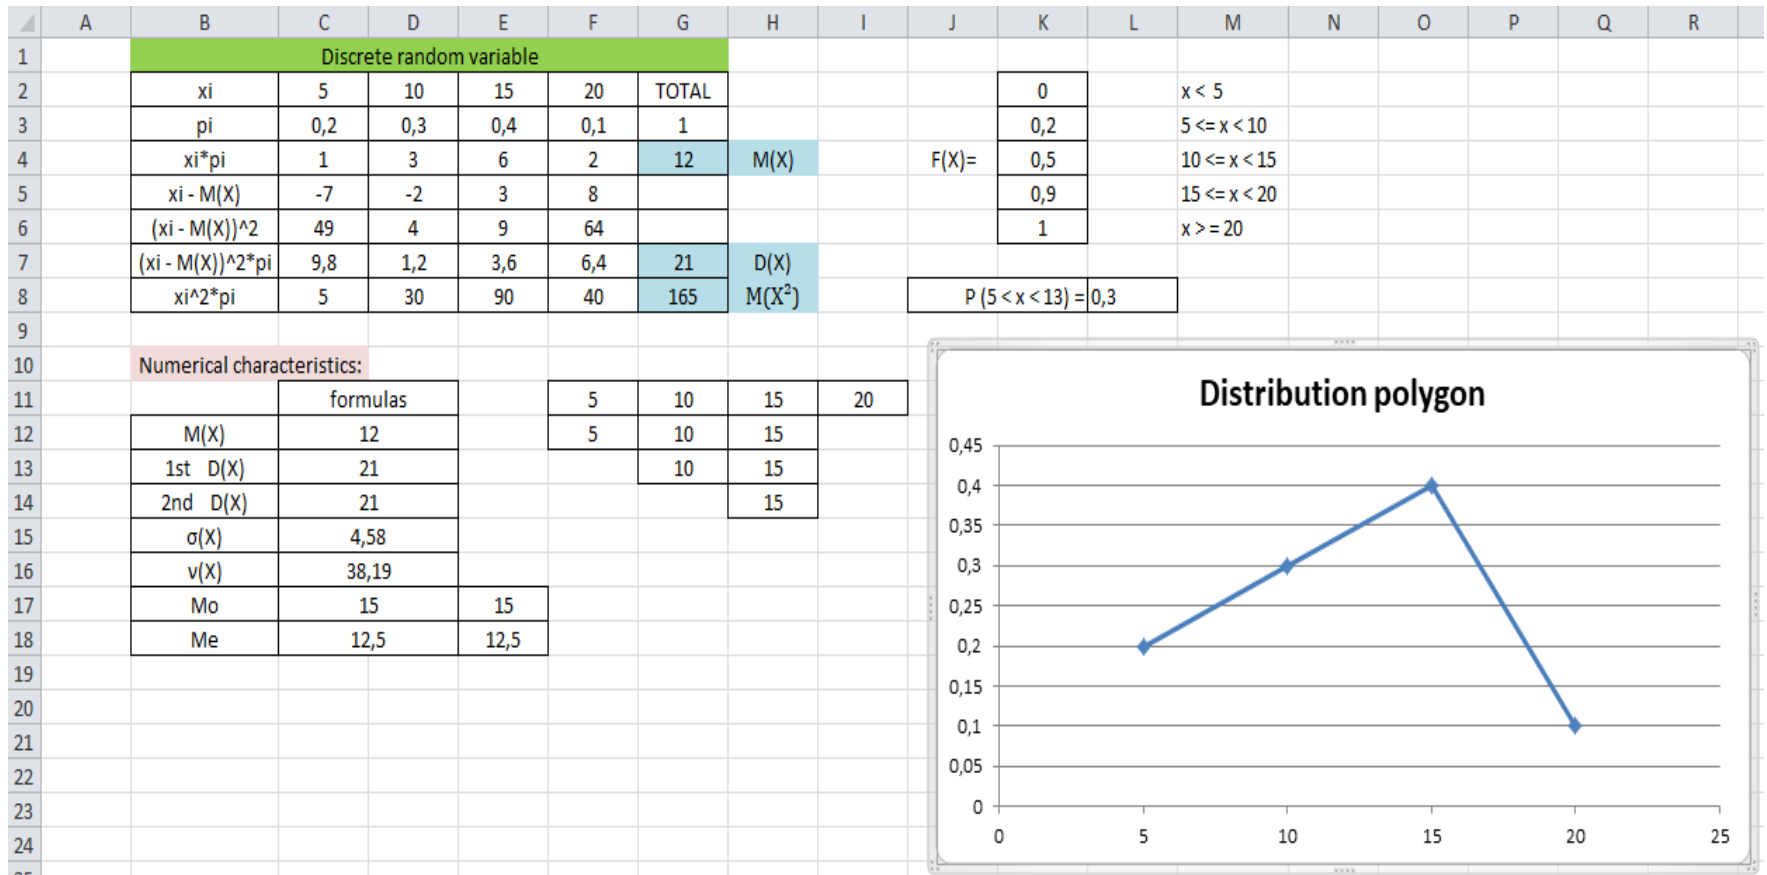 A B C D E F G H I J K L M N O P Q R
1 Discrete random variable
2 xi 5 10 15 20 TOTAL 0 x < 5
3 pi 0,2 0,3 0,4 0,1 1 0,2 5 <= x < 10
4 xi*pi 1 3 6 2 12 M(X) F(X)= 0,5 10 <= x < 15
5 xi - M(X) -7 -2 3 8 0,9 15 <= x < 20
6 (xi - M(X))^2 49 4 9 64 1 x > = 20
7 (xi - M(X))^2*pi 9,8 1,2 3,6 6,4 21 D(X)
8 xi^2*pi 5 30 90 40 165 M(X²) P (5 < x < 13) = 0,3
9
10 Numerical characteristics:
11 formulas 5 10 15 20
12 M(X) 12 5 10 15
13 1st D(X) 21 10 15
14 2nd D(X) 21 15
15 σ(X) 4,58
16 ν(X) 38,19
17 Mo 15 15
18 Me 12,5 12,5
19
20
21
22
23
24
Distribution polygon
0,45
0,4
0,35
0,3
0,25
0,2
0,15
0,1
0,05
0
0 5 10 15 20 25